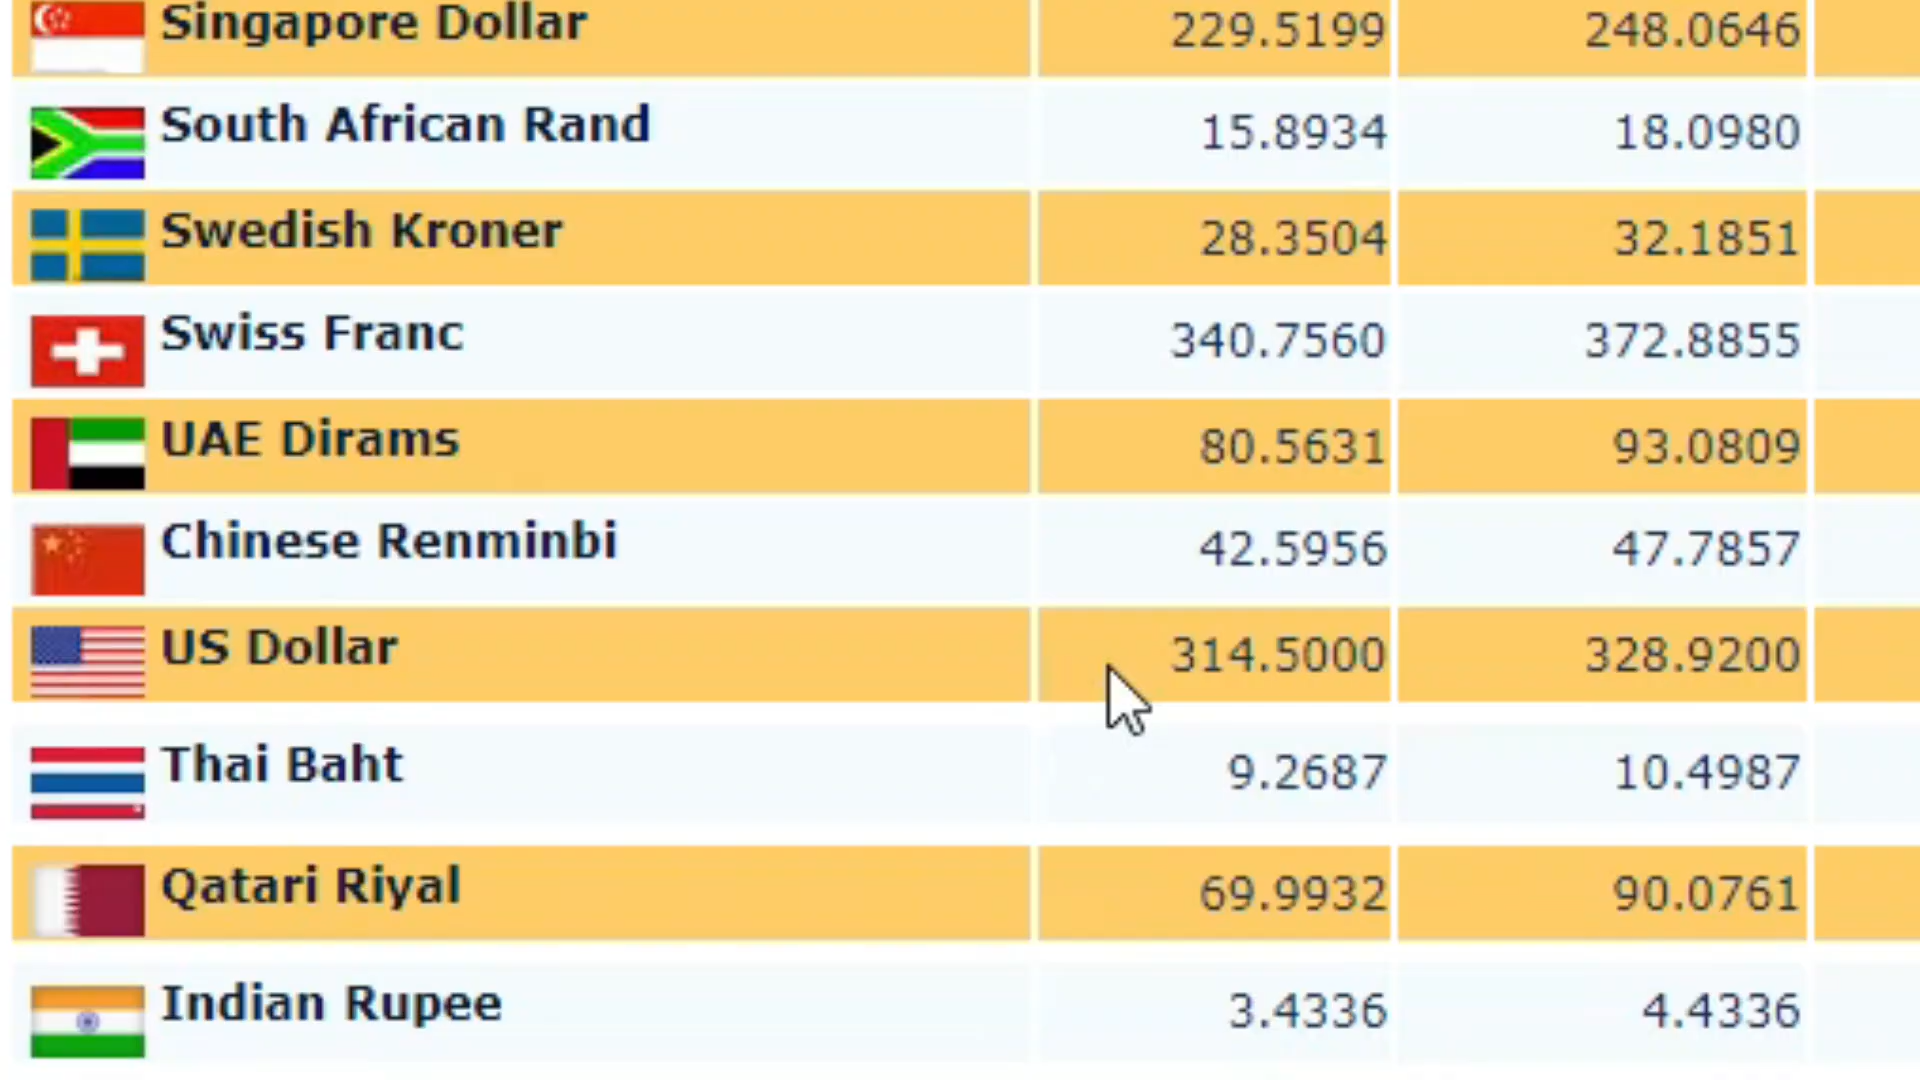 Singapore Dollar 229.5199 248.0646
South African Rand 15.8934 18.0980
Swedish Kroner 28.3504 32.1851
Swiss Franc 340.7560 372.8855
UAE Dirams 80.5631 93.0809
Chinese Renminbi 42.5956 47.7857
US Dollar 314.5000 328.9200
Thai Baht 9.2687 10.4987
Qatari Riyal 69.9932 90.0761
Indian Rupee 3.4336 4.4336